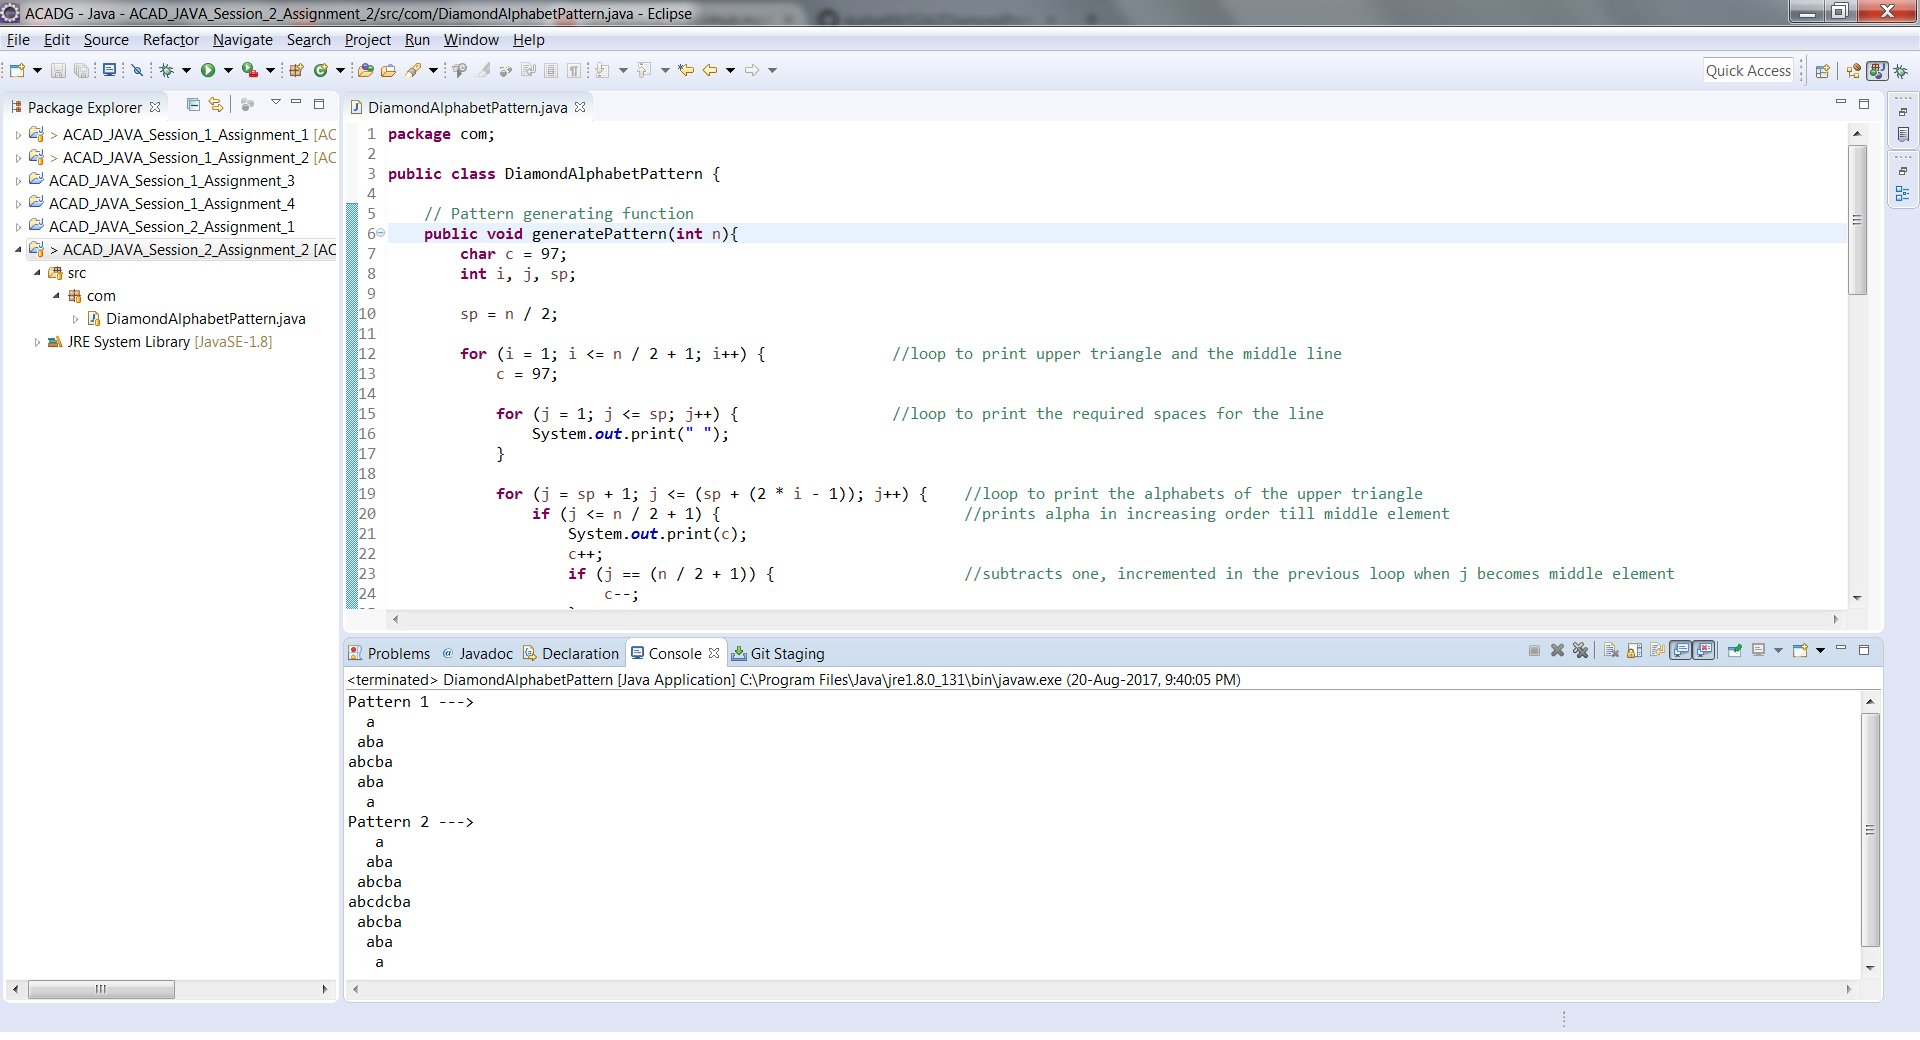 ACADG - Java - ACAD_JAVA_Session_2_Assignment_2/src/com/DiamondAlphabetPattern.java - Eclipse
File Edit Source Refactor Navigate Search Project Run Window Help
Quick Access
Package Explorer
> ACAD_JAVA_Session_1_Assignment_1 [AC
> ACAD_JAVA_Session_1_Assignment_2 [AC
ACAD_JAVA_Session_1_Assignment_3
ACAD_JAVA_Session_1_Assignment_4
ACAD_JAVA_Session_2_Assignment_1
> ACAD_JAVA_Session_2_Assignment_2 [AC
src
com
DiamondAlphabetPattern.java
JRE System Library [JavaSE-1.8]
DiamondAlphabetPattern.java
1 package com;
2
3 public class DiamondAlphabetPattern {
4
5 // Pattern generating function
6 public void generatePattern(int n){
7 char c = 97;
8 int i, j, sp;
9
10 sp = n / 2;
11
12 for (i = 1; i <= n / 2 + 1; i++) { //loop to print upper triangle and the middle line
13 c = 97;
14
15 for (j = 1; j <= sp; j++) { //loop to print the required spaces for the line
16 System.out.print(" ");
17 }
18
19 for (j = sp + 1; j <= (sp + (2 * i - 1)); j++) { //loop to print the alphabets of the upper triangle
20 if (j <= n / 2 + 1) { //prints alpha in increasing order till middle element
21 System.out.print(c);
22 c++;
23 if (j == (n / 2 + 1)) { //subtracts one, incremented in the previous loop when j becomes middle element
24 c--;
Problems @ Javadoc Declaration Console Git Staging
<terminated> DiamondAlphabetPattern [Java Application] C:\Program Files\Java\jre1.8.0_131\bin\javaw.exe (20-Aug-2017, 9:40:05 PM)
Pattern 1 --->
a
aba
abcba
aba
a
Pattern 2 --->
a
aba
abcba
abcdcba
abcba
aba
a